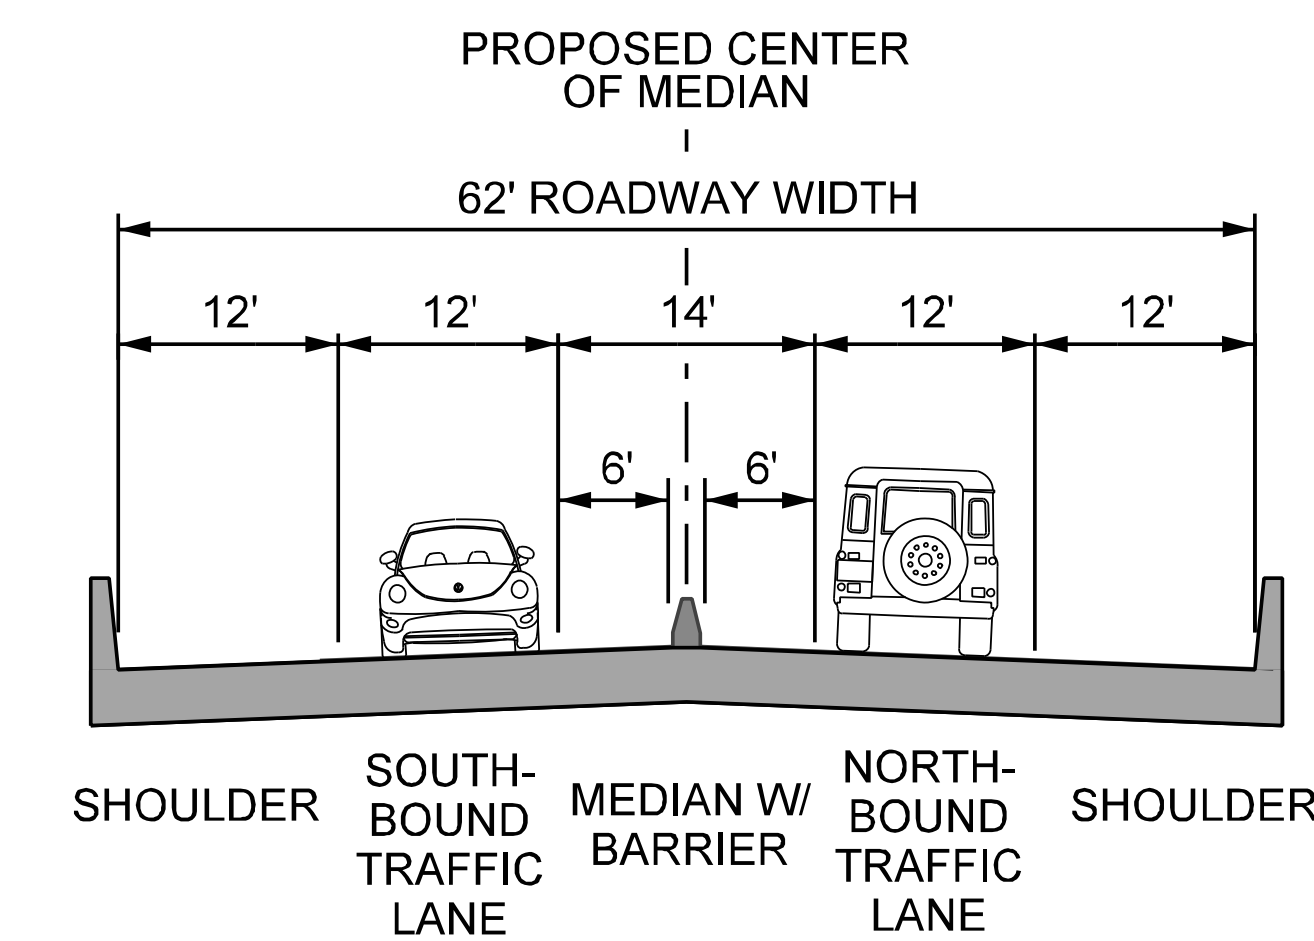 PROPOSED CENTER
OF MEDIAN
62' ROADWAY WIDTH
12'
12'
14'
12'
12'
6'
6'
SHOULDER
SOUTH-
BOUND
TRAFFIC
LANE
MEDIAN W/
BARRIER
NORTH-
BOUND
TRAFFIC
LANE
SHOULDER